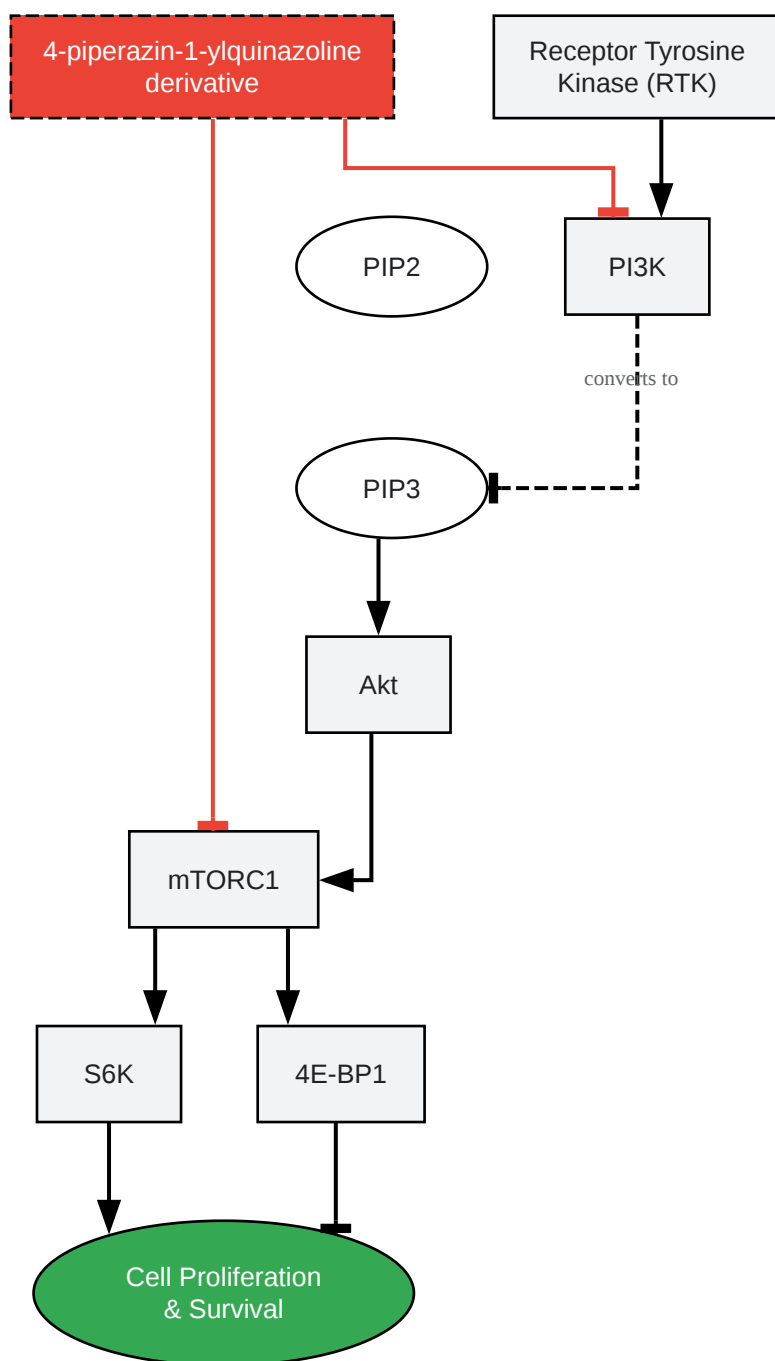 4-piperazin-1-ylquinazoline
derivative
Receptor Tyrosine
Kinase (RTK)
PIP2
PI3K
converts to
PIP3
Akt
mTORC1
S6K
4E-BP1
Cell Proliferation
& Survival